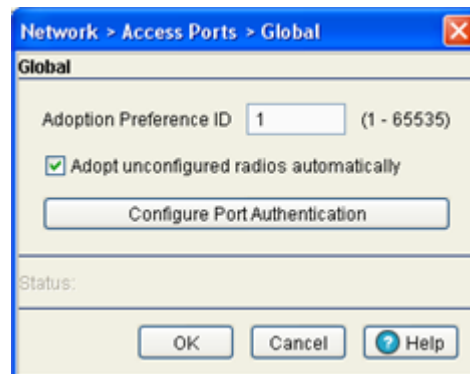 Network > Access Ports > Global
Global
Adoption Preference ID 1 (1 - 65535)
Adopt unconfigured radios automatically
Configure Port Authentication
Status:
OK Cancel ? Help